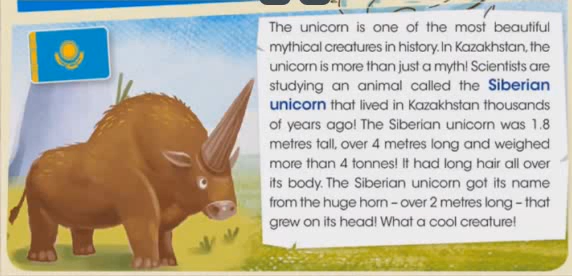 The unicorn is one of the most beautiful
mythical creatures in history. In Kazakhstan, the
unicorn is more than just a myth! Scientists are
studying an animal called the Siberian
unicorn that lived in Kazakhstan thousands
of years ago! The Siberian unicorn was 1.8
metres tall, over 4 metres long and weighed
more than 4 tonnes! It had long hair all over
its body. The Siberian unicorn got its name
from the huge horn – over 2 metres long – that
grew on its head! What a cool creature!